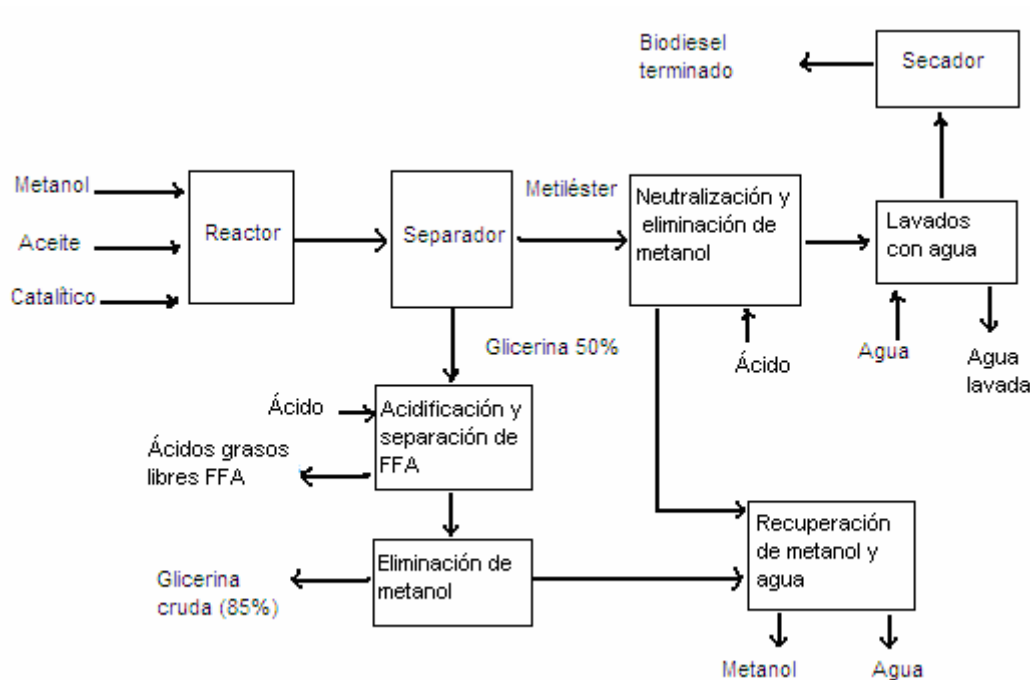 Biodiesel
terminado
Secador
Metanol
Aceite
Catalítico
Reactor
Separador
Metiléster
Neutralización y
eliminación de
metanol
Lavados
con agua
Glicerina 50%
Ácido
Agua
Agua
lavada
Ácido
Acidificación y
separación de
FFA
Ácidos grasos
libres FFA
Eliminación de
metanol
Glicerina
cruda (85%)
Recuperación
de metanol y
agua
Metanol
Agua